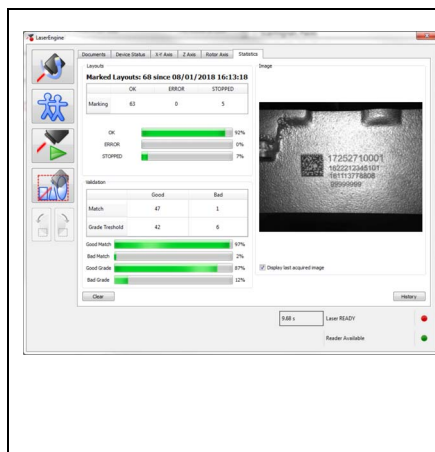 LaserEngine
Documents Device Status X-Y Axis Z Axis Rotor Axis Statistics
Layouts
Marked Layouts: 68 since 08/01/2018 16:13:18
OK ERROR STOPPED
Marking 63 0 5
OK 92%
ERROR 0%
STOPPED 7%
Validation
Good Bad
Match 47 1
Grade Treshold 42 6
Good Match 97%
Bad Match 2%
Good Grade 87%
Bad Grade 12%
Clear
Image
17252710001
1622212345101
161113778806
99999999
Display last acquired image
History
9.68 s Laser READY
Reader Available